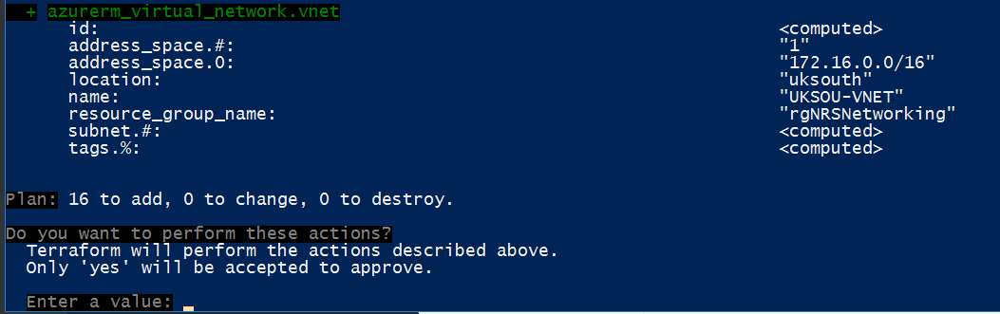 + azurerm_virtual_network.vnet
id: <computed>
address_space.#: "1"
address_space.0: "172.16.0.0/16"
location: "uksouth"
name: "UKSOU-VNET"
resource_group_name: "rgNRSNetworking"
subnet.#: <computed>
tags.%: <computed>
Plan: 16 to add, 0 to change, 0 to destroy.
Do you want to perform these actions?
Terraform will perform the actions described above.
Only 'yes' will be accepted to approve.
Enter a value: